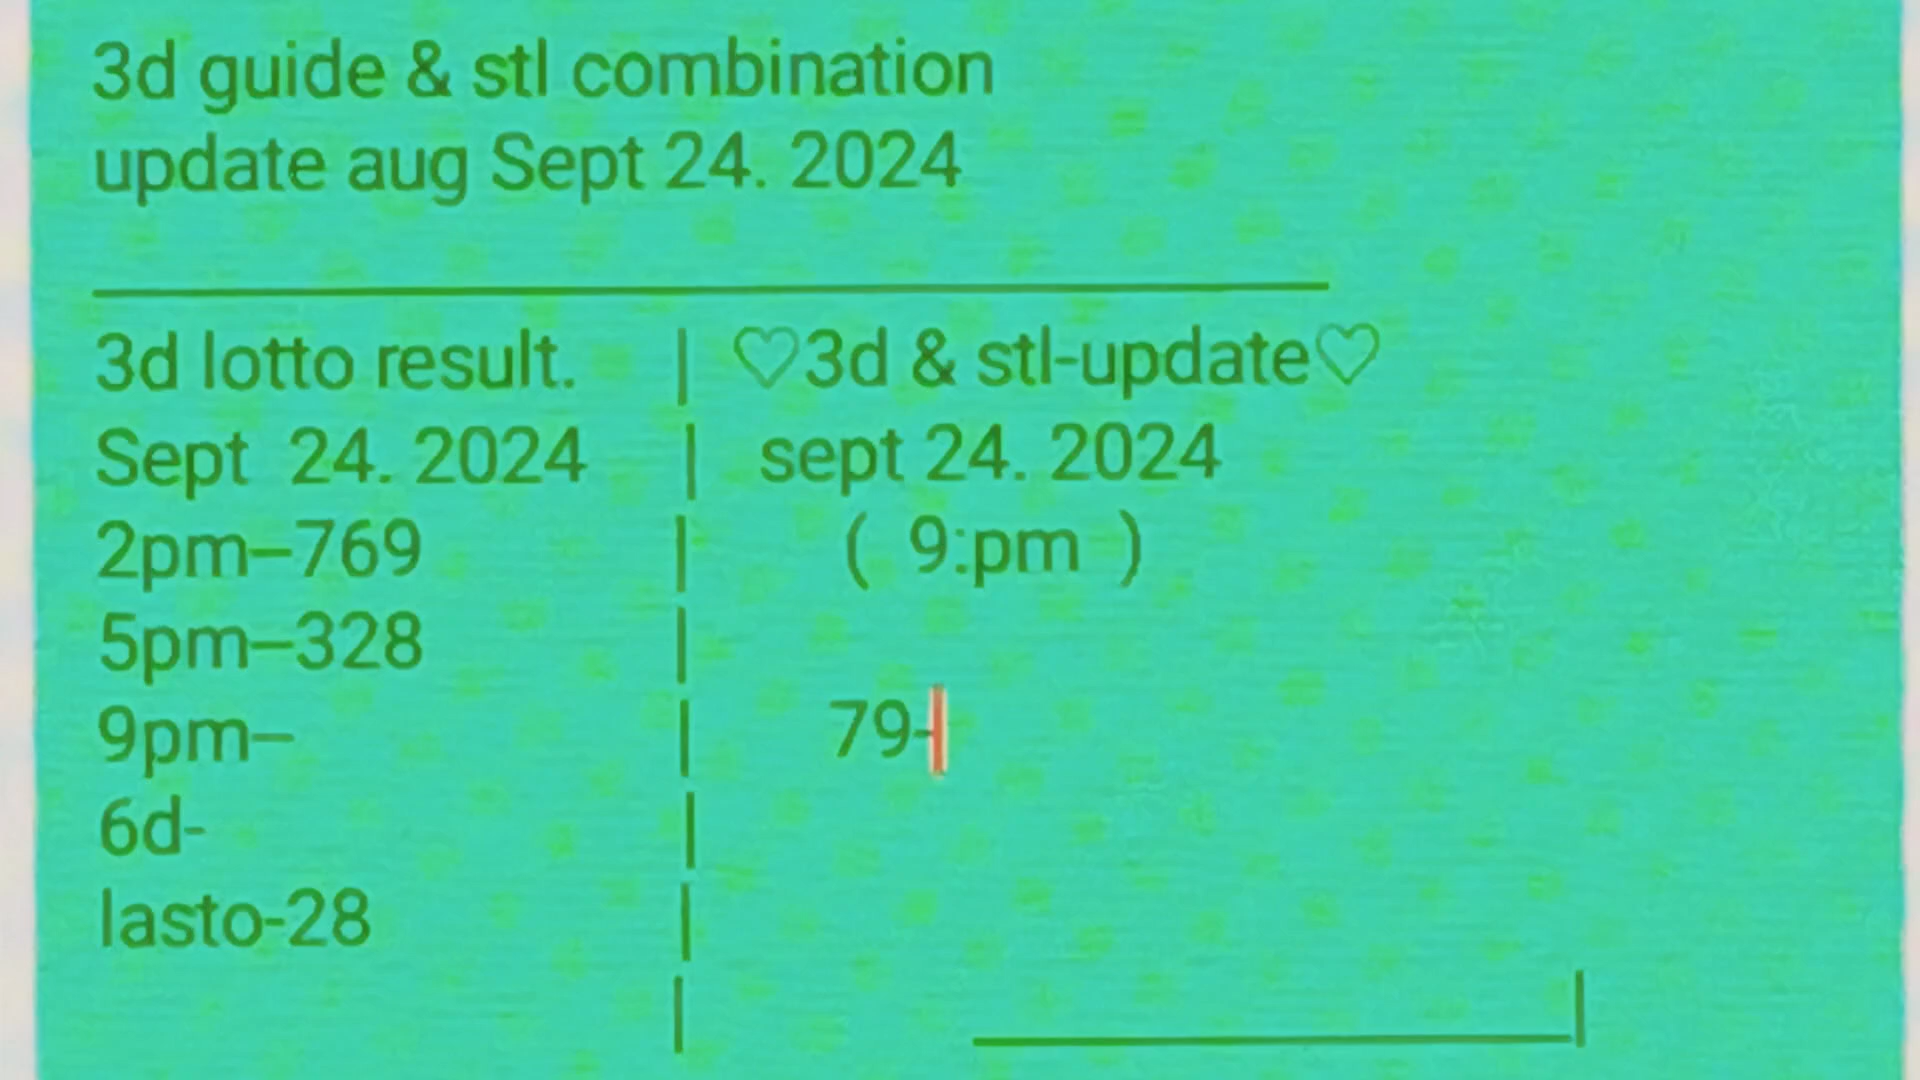 3d guide & stl combination
update aug Sept 24. 2024
3d lotto result. | ♡3d & stl-update♡
Sept 24. 2024 | sept 24. 2024
2pm–769 | ( 9:pm )
5pm–328 |
9pm– | 79-
6d- |
lasto-28 |